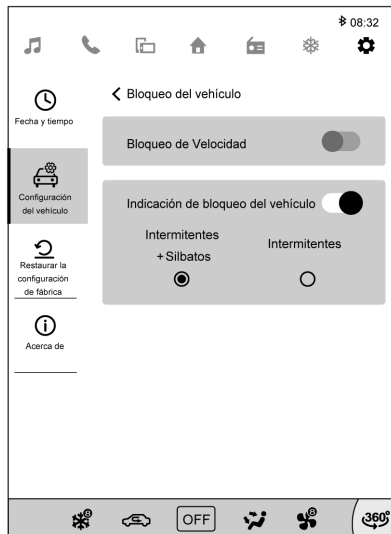 08:32
Bloqueo del vehículo
Fecha y tiempo
Bloqueo de Velocidad
Configuración
del vehículo
Indicación de bloqueo del vehículo
Intermitentes
+Silbatos
Intermitentes
Restaurar la
configuración
de fábrica
Acerca de
OFF
360°